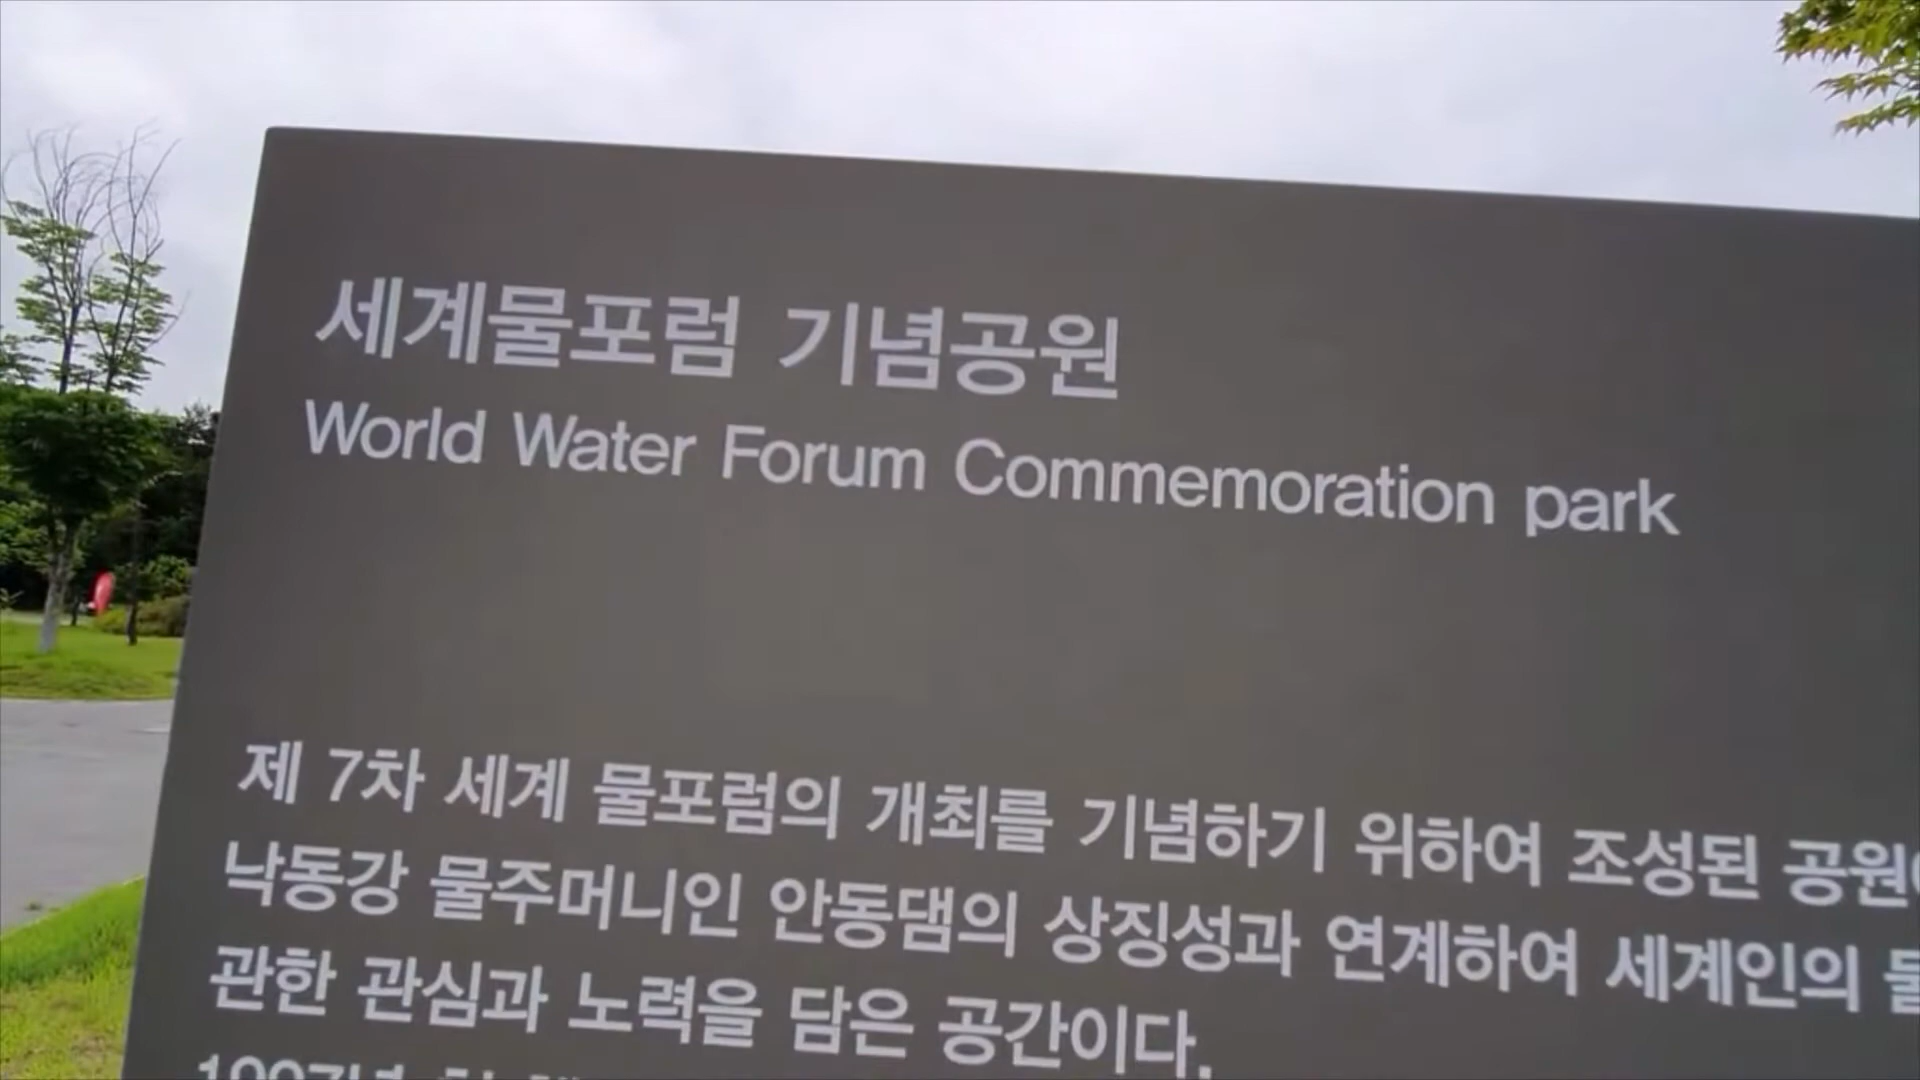 세계물포럼 기념공원
World Water Forum Commemoration park
제 7차 세계 물포럼의 개최를 기념하기 위하여 조성된
낙동강 물주머니인 안동댐의 상징성과 연계하여 세계인의
관한 관심과 노력을 담은 공간이다.